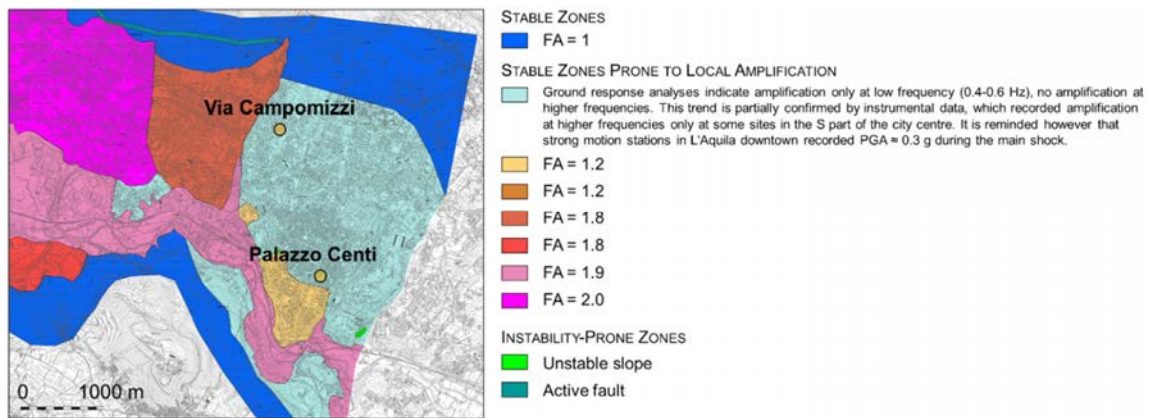 Via Campomizzi
Palazzo Centi
0 1000 m
STABLE ZONES
FA = 1
STABLE ZONES PRONE TO LOCAL AMPLIFICATION
Ground response analyses indicate amplification only at low frequency (0.4-0.6 Hz), no amplification at
higher frequencies. This trend is partially confirmed by instrumental data, which recorded amplification
at higher frequencies only at some sites in the S part of the city centre. It is reminded however that
strong motion stations in L'Aquila downtown recorded PGA ≈ 0.3 g during the main shock.
FA = 1.2
FA = 1.2
FA = 1.8
FA = 1.8
FA = 1.9
FA = 2.0
INSTABILITY-PRONE ZONES
Unstable slope
Active fault